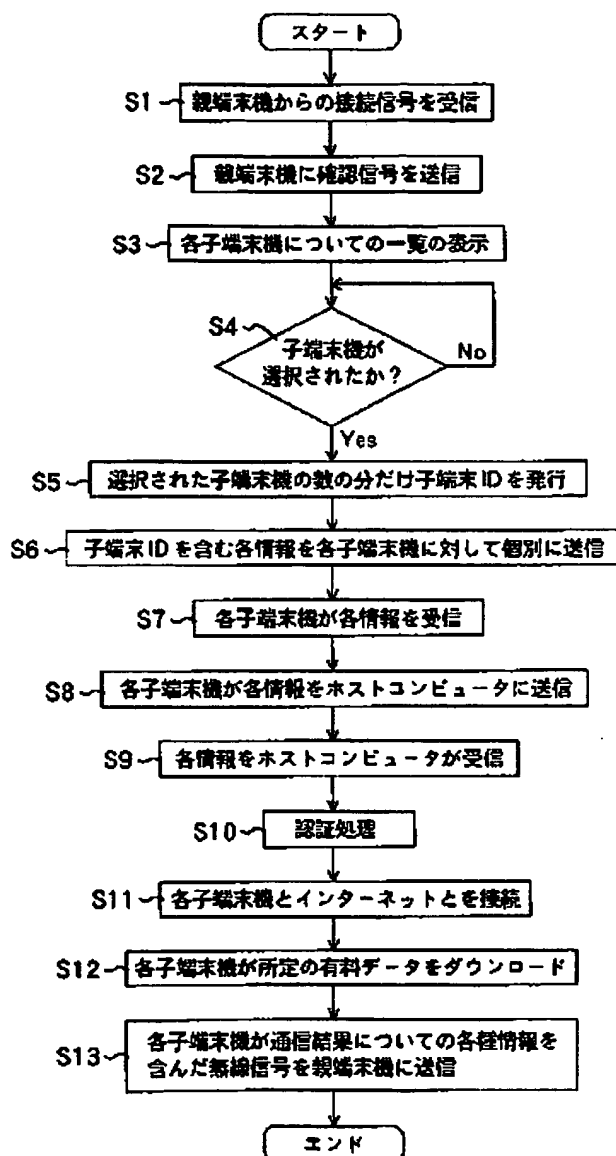 スタート
S1 親端末機からの接続信号を受信
S2 親端末機に確認信号を送信
S3 各子端末機についての一覧の表示
S4 子端末機が
選択されたか？
No
Yes
S5 選択された子端末機の数の分だけ子端末IDを発行
S6 子端末IDを含む各情報を各子端末機に対して個別に送信
S7 各子端末機が各情報を受信
S8 各子端末機が各情報をホストコンピュータに送信
S9 各情報をホストコンピュータが受信
S10 認証処理
S11 各子端末機とインターネットとを接続
S12 各子端末機が所定の有料データをダウンロード
S13 各子端末機が通信結果についての各種情報を
含んだ無線信号を親端末機に送信
エンド